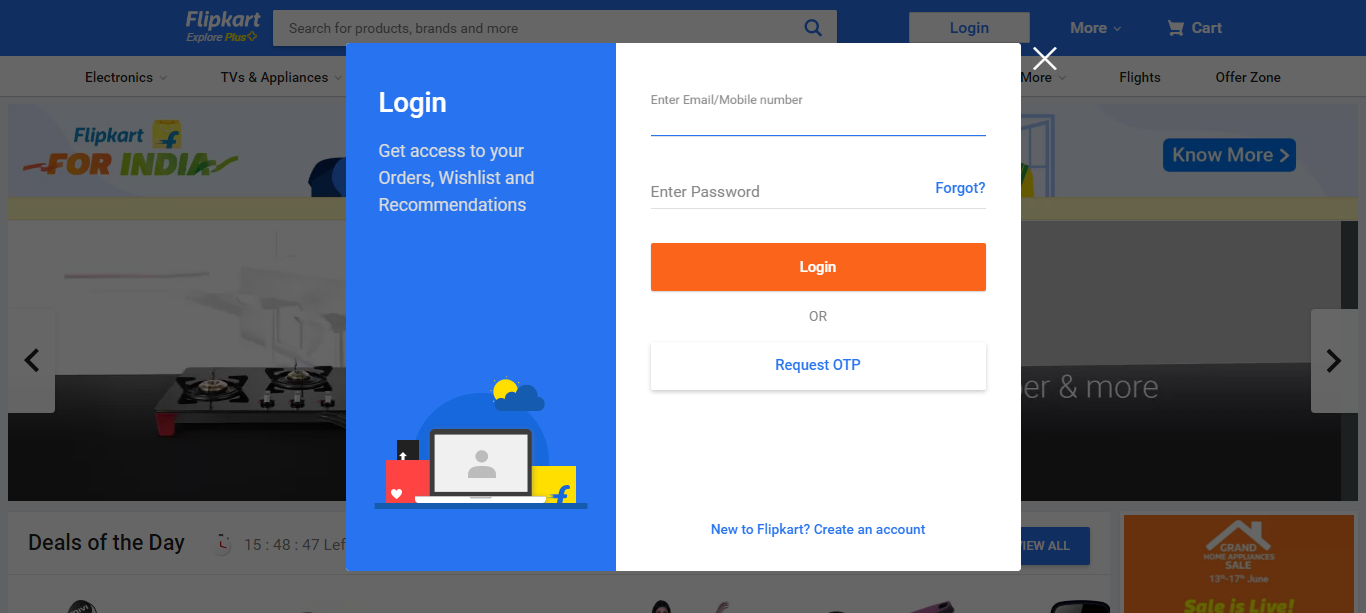 Flipkart
Explore Plus
Search for products, brands and more
Login
More
Cart
Electronics
TVs & Appliances
More
Flights
Offer Zone
Flipkart
FOR INDIA
Know More
Login
Get access to your
Orders, Wishlist and
Recommendations
Enter Email/Mobile number
Enter Password
Forgot?
Login
OR
Request OTP
New to Flipkart? Create an account
er & more
Deals of the Day
15 : 48 : 47 Lef
VIEW ALL
GRAND
HOME APPLIANCES
SALE
13th-17th June
Sale is Live!